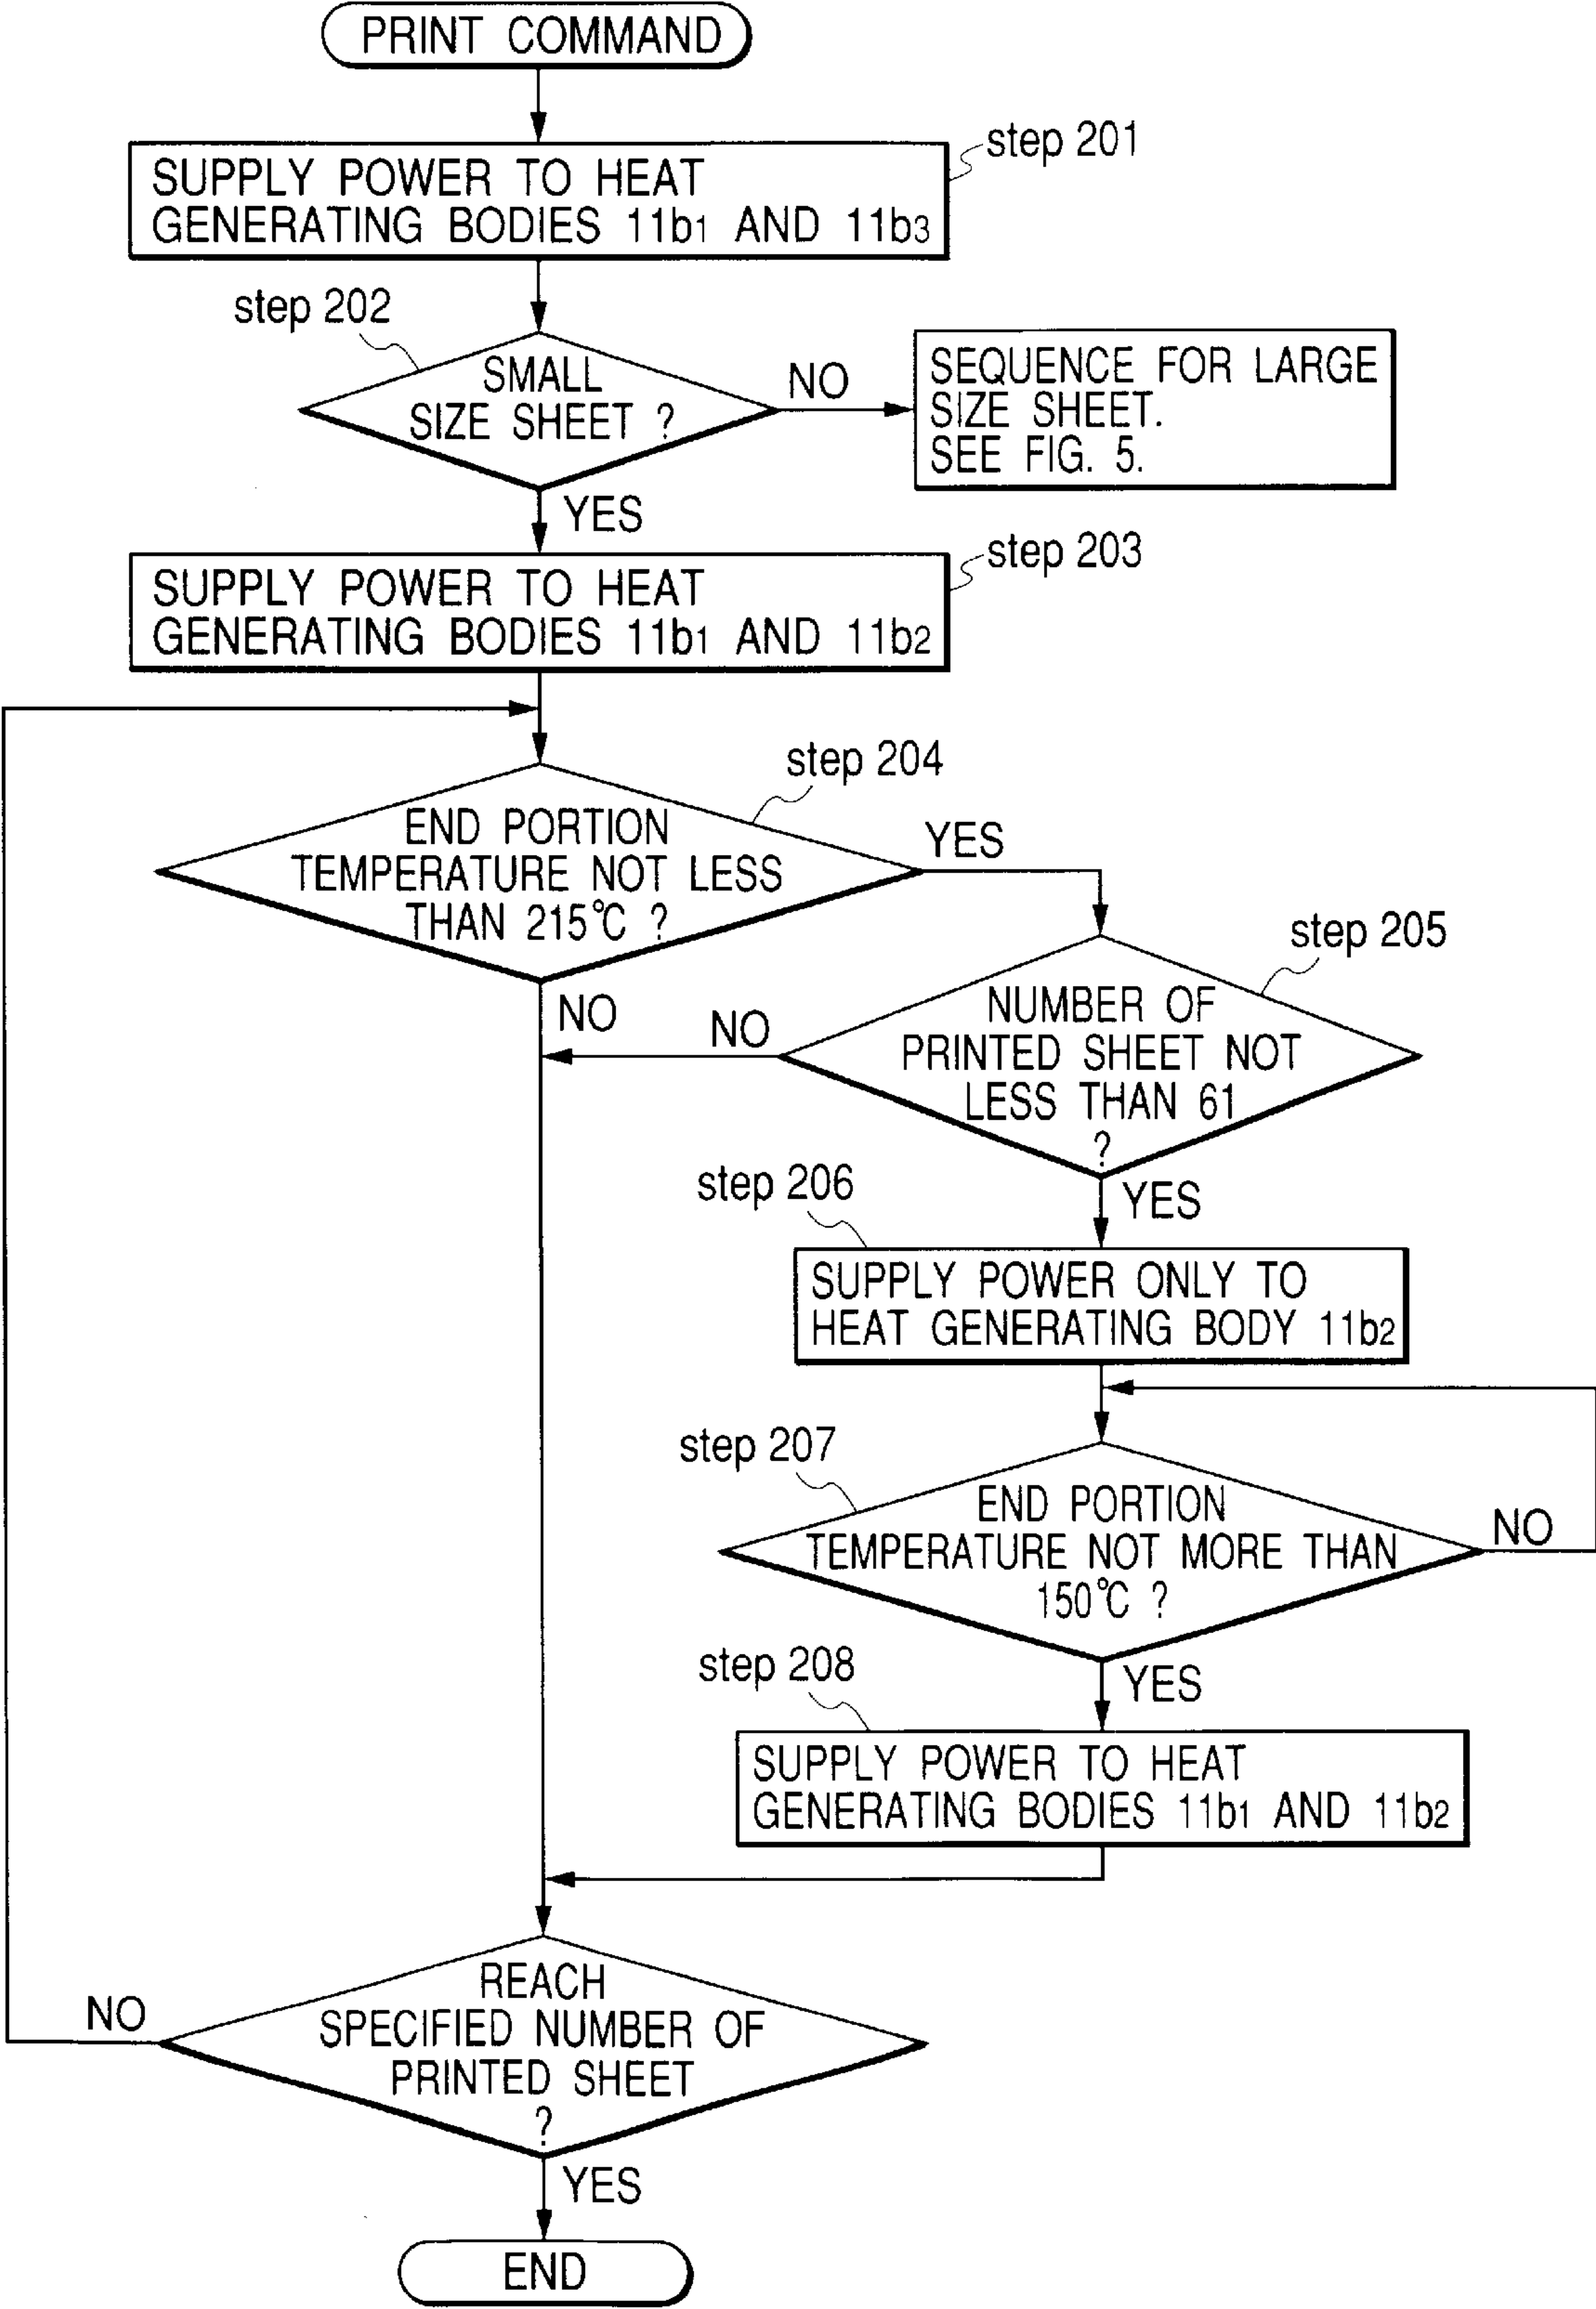 PRINT COMMAND
step 201
SUPPLY POWER TO HEAT
GENERATING BODIES 11b1 AND 11b3
step 202
SMALL
SIZE SHEET ?
NO
SEQUENCE FOR LARGE
SIZE SHEET.
SEE FIG. 5.
YES
step 203
SUPPLY POWER TO HEAT
GENERATING BODIES 11b1 AND 11b2
step 204
END PORTION
TEMPERATURE NOT LESS
THAN 215℃ ?
YES
NO
step 205
NUMBER OF
PRINTED SHEET NOT
LESS THAN 61
?
NO
YES
step 206
SUPPLY POWER ONLY TO
HEAT GENERATING BODY 11b2
step 207
END PORTION
TEMPERATURE NOT MORE THAN
150℃ ?
NO
YES
step 208
SUPPLY POWER TO HEAT
GENERATING BODIES 11b1 AND 11b2
REACH
SPECIFIED NUMBER OF
PRINTED SHEET
?
NO
YES
END